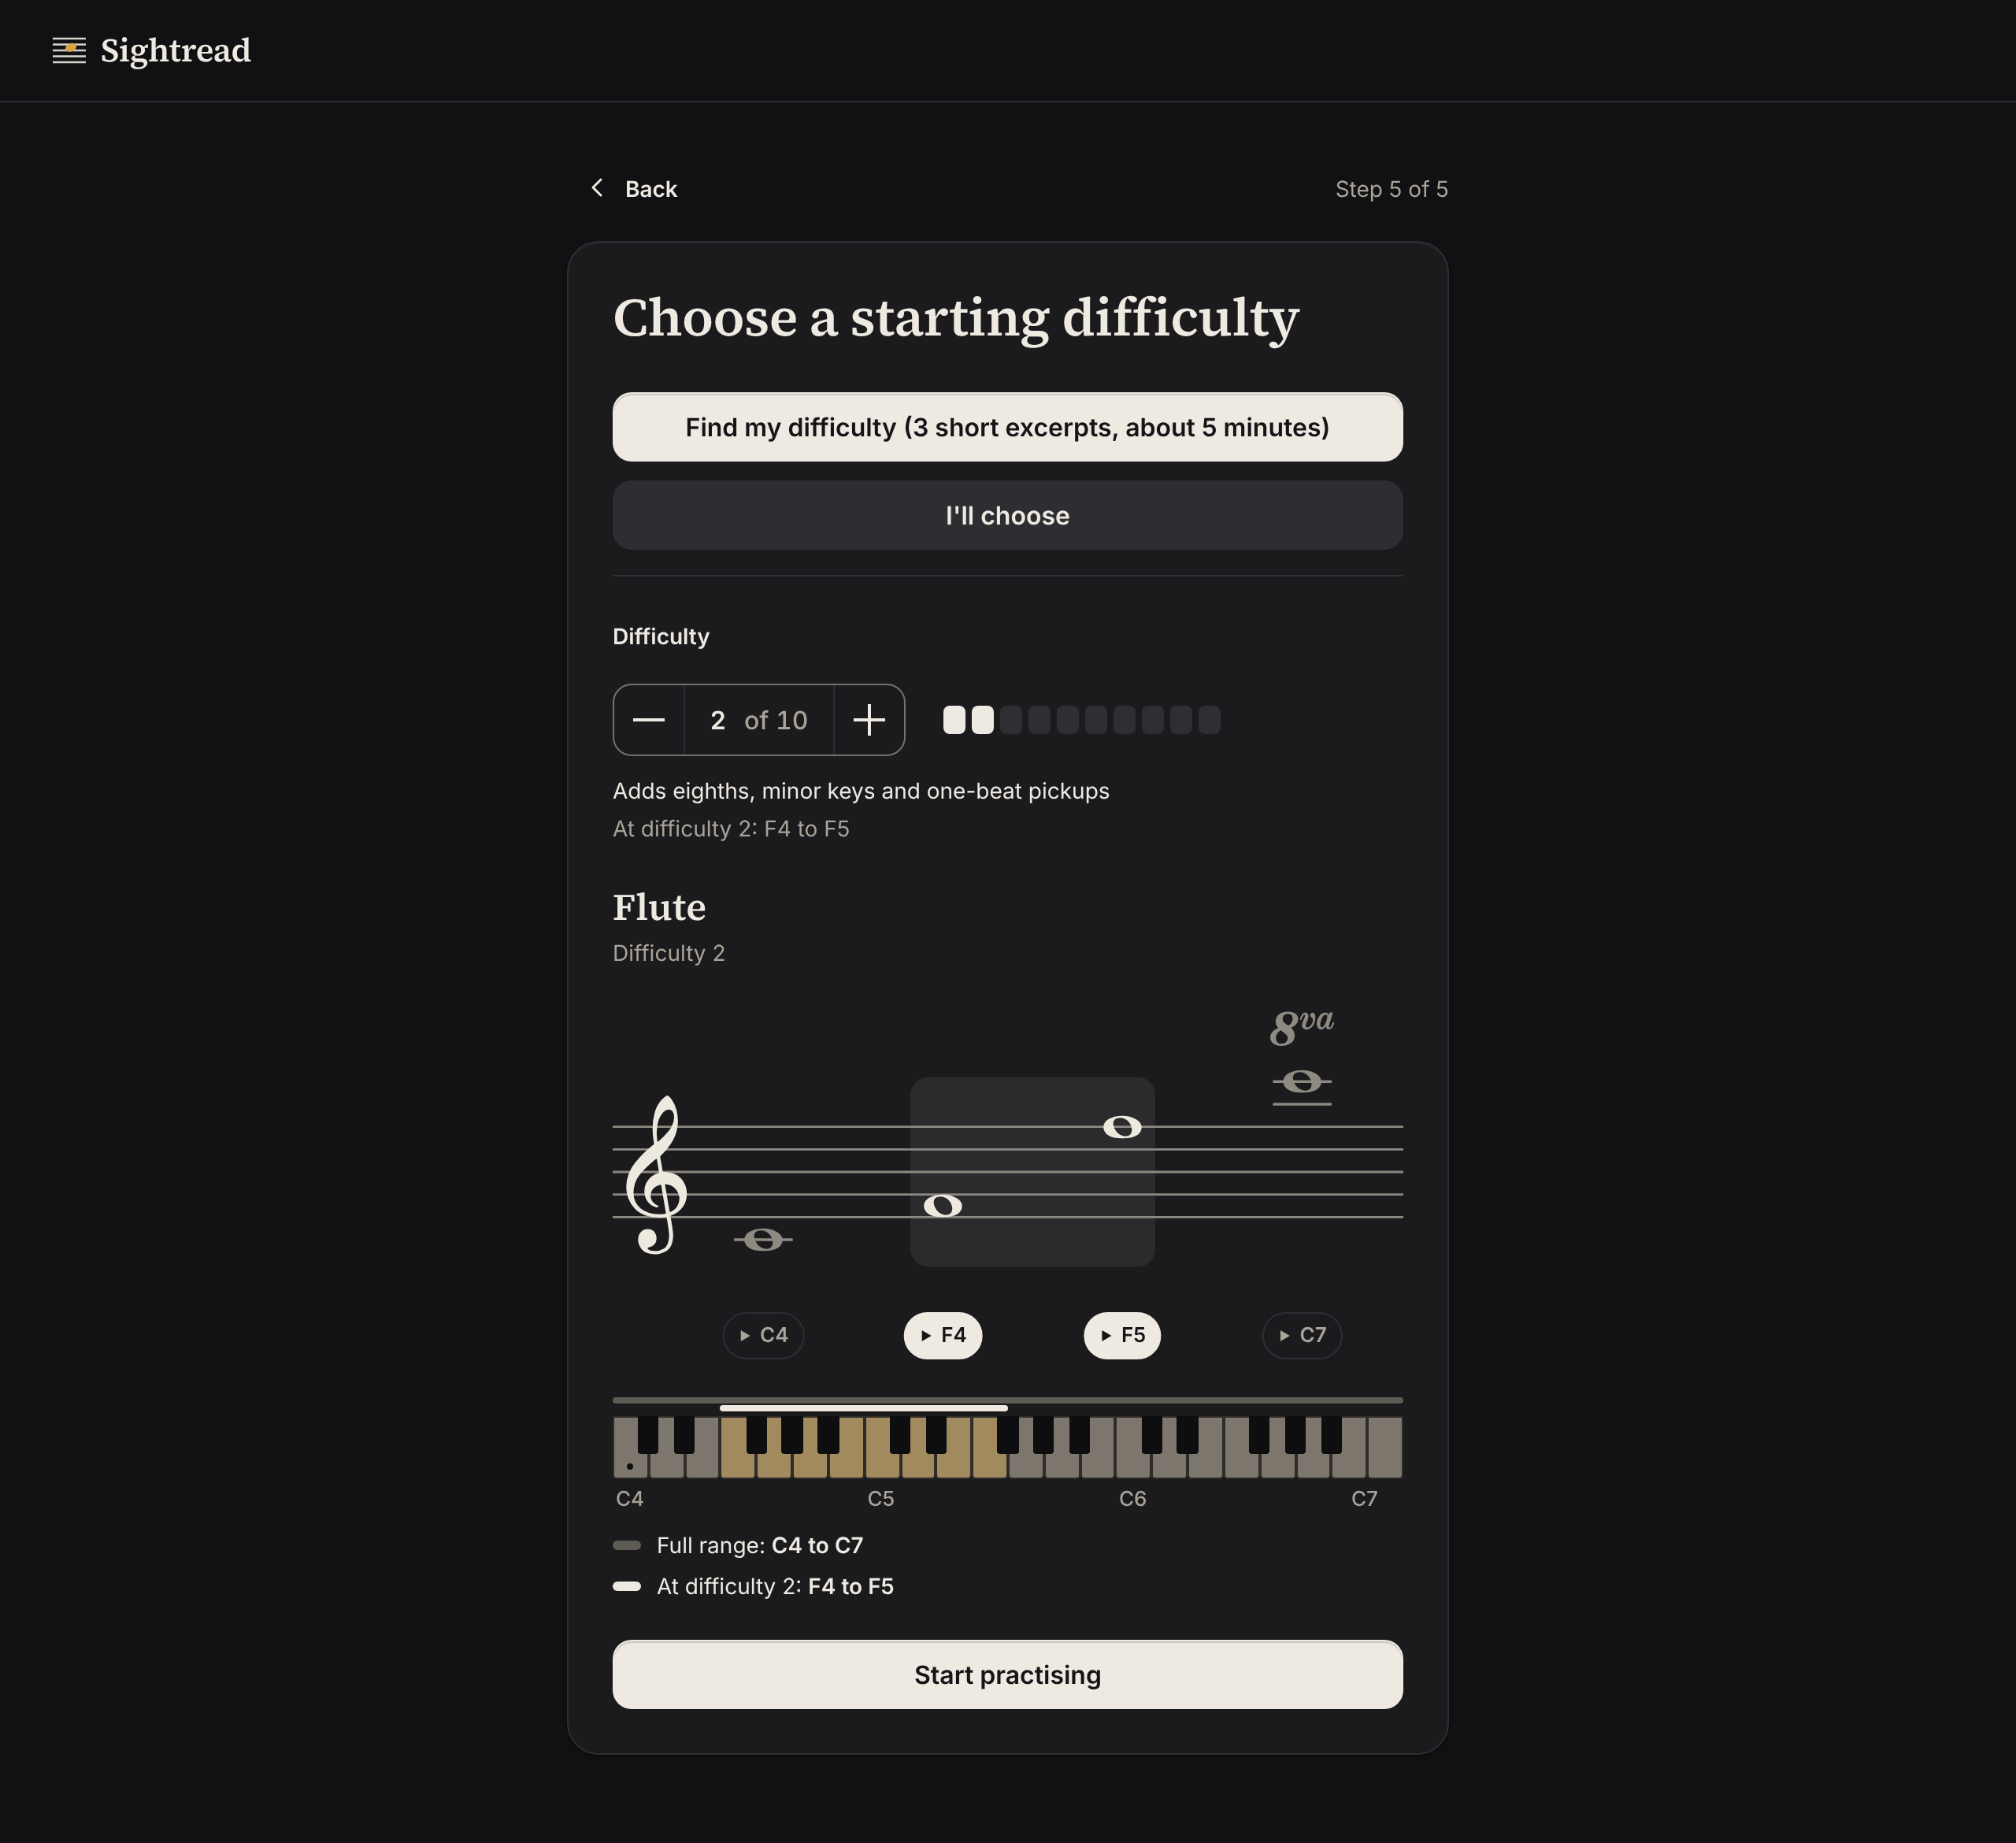 Sightread
Back
Step 5 of 5
Choose a starting difficulty
Find my difficulty (3 short excerpts, about 5 minutes)
I'll choose
Difficulty
2 of 10
Adds eighths, minor keys and one-beat pickups
At difficulty 2: F4 to F5
Flute
Difficulty 2
8va
C4 F4 F5 C7
C4 C5 C6 C7
Full range: C4 to C7
At difficulty 2: F4 to F5
Start practising